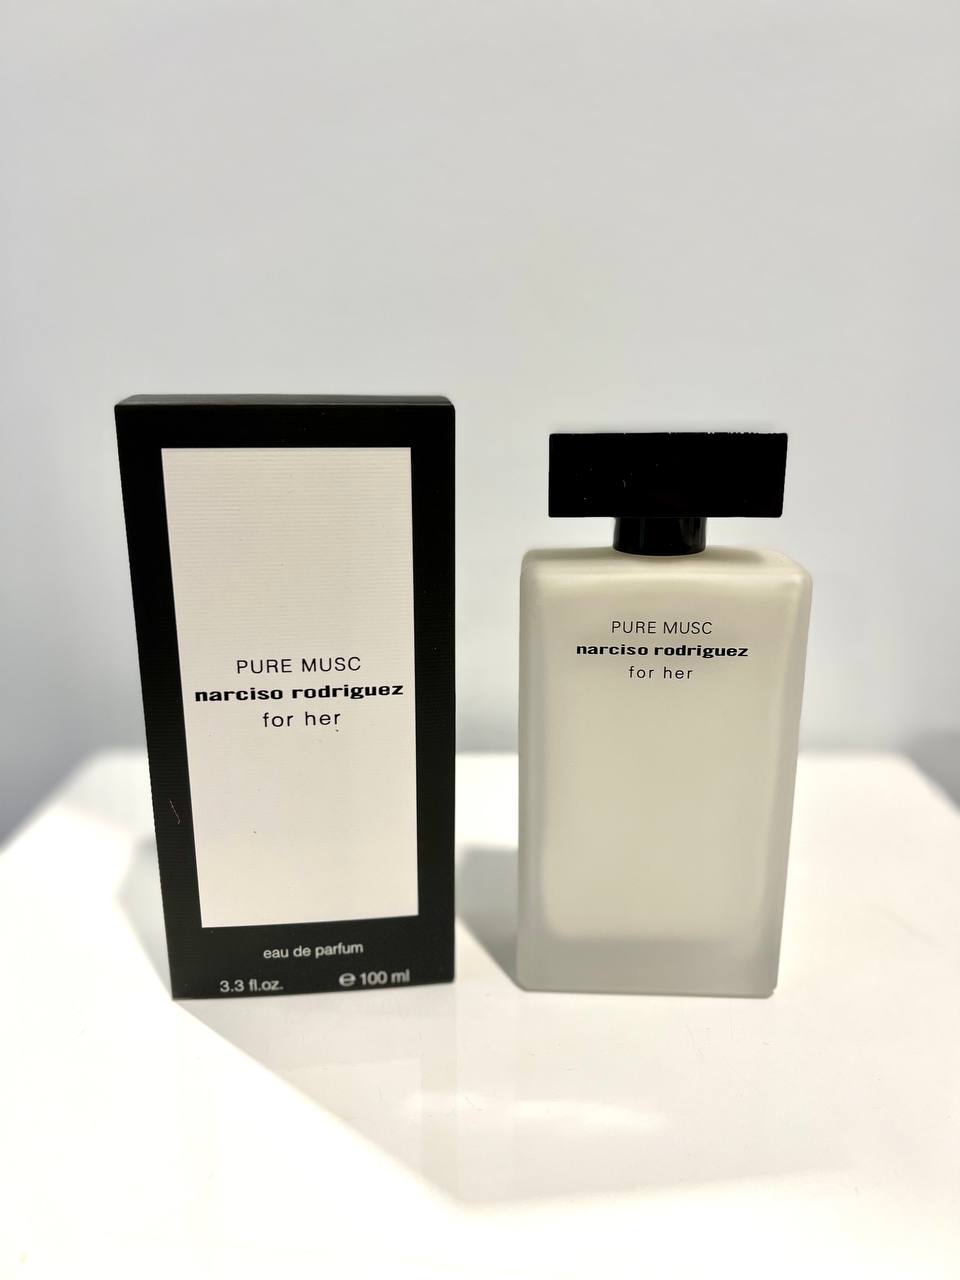 PURE MUSC
narciso rodriguez
for her
eau de parfum
3.3 fl.oz. ℮ 100 ml
PURE MUSC
narciso rodriguez
for her